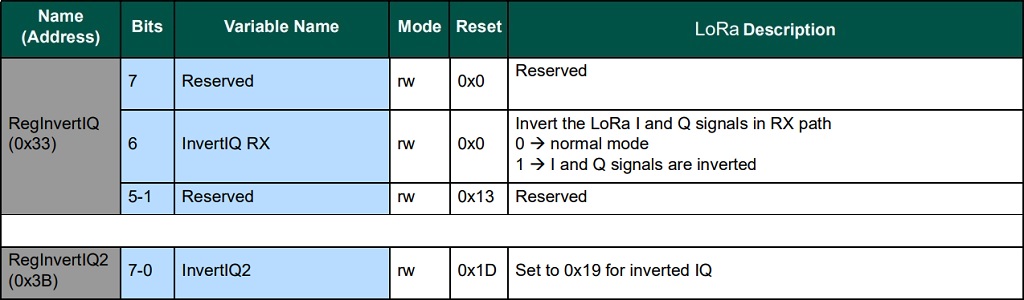 Name (Address) Bits Variable Name Mode Reset LoRa Description
RegInvertIQ (0x33) 7 Reserved rw 0x0 Reserved
6 InvertIQ RX rw 0x0 Invert the LoRa I and Q signals in RX path
0 → normal mode
1 → I and Q signals are inverted
5-1 Reserved rw 0x13 Reserved
RegInvertIQ2 (0x3B) 7-0 InvertIQ2 rw 0x1D Set to 0x19 for inverted IQ